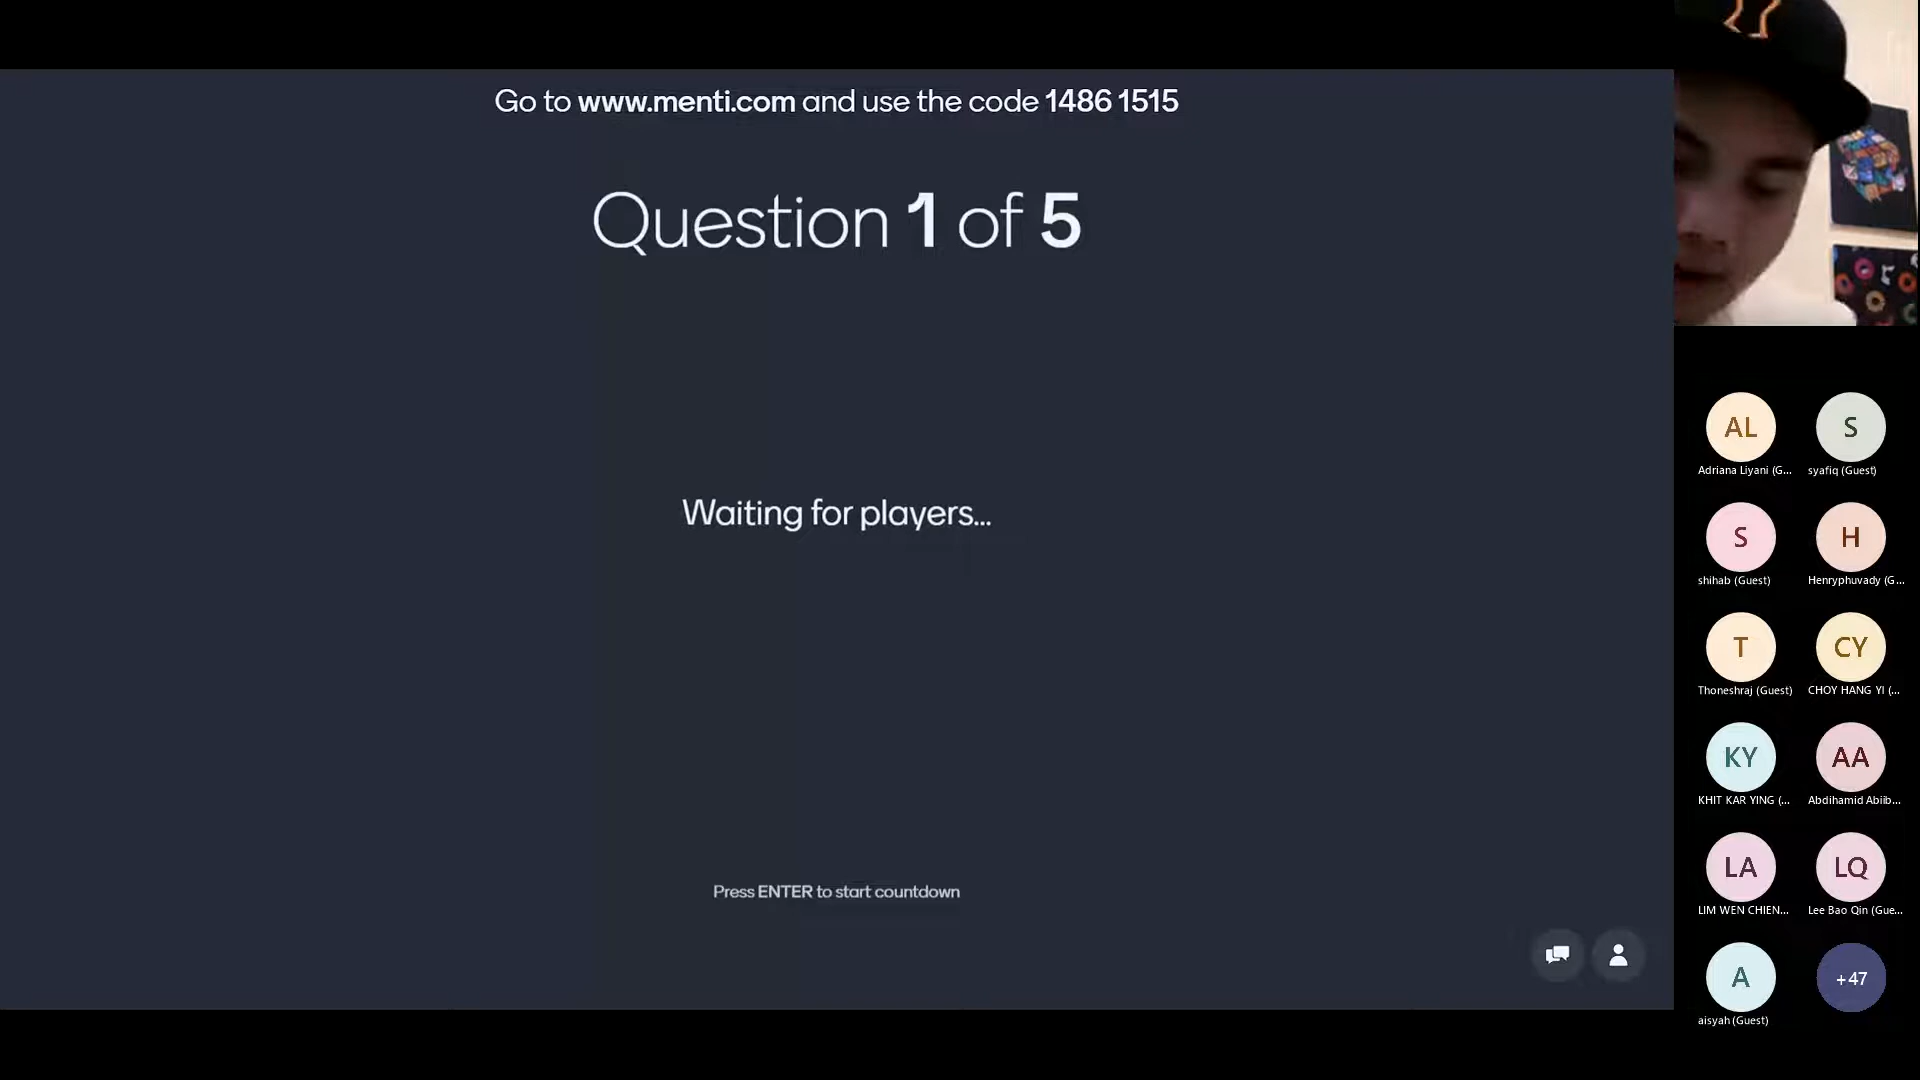 Go to www.menti.com and use the code 1486 1515
Question 1 of 5
Waiting for players...
Press ENTER to start countdown
AL
Adriana Liyani (G...
S
syafiq (Guest)
S
shihab (Guest)
H
Henryphuvady (G...
T
Thoneshraj (Guest)
CY
CHOY HANG YI (...
KY
KHIT KAR YING (...
AA
Abdihamid Abiib...
LA
LIM WEN CHIEN...
LQ
Lee Bao Qin (Gue...
A
aisyah (Guest)
+47